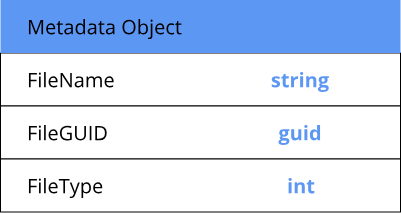 Metadata Object
FileName string
FileGUID guid
FileType int